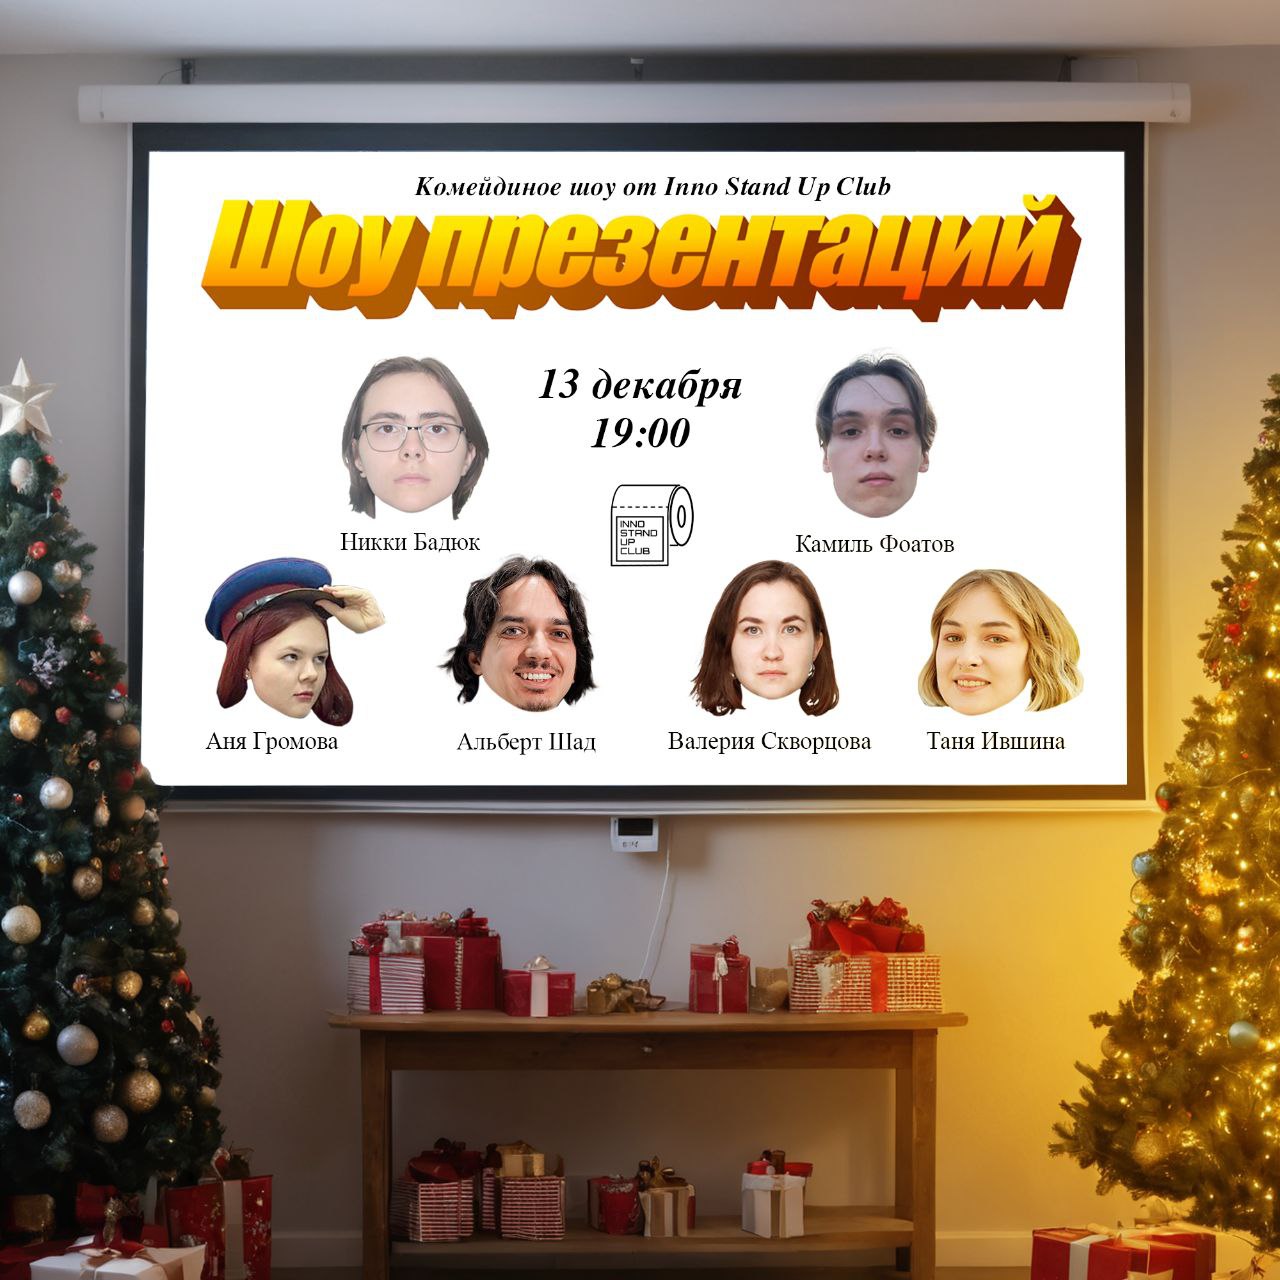 Комейдиное шоу от Inno Stand Up Club
Шоу презентаций
13 декабря
19:00
INNO
STAND
UP
CLUB
Никки Бадюк
Камиль Фоатов
Аня Громова
Альберт Шад
Валерия Скворцова
Таня Ившина